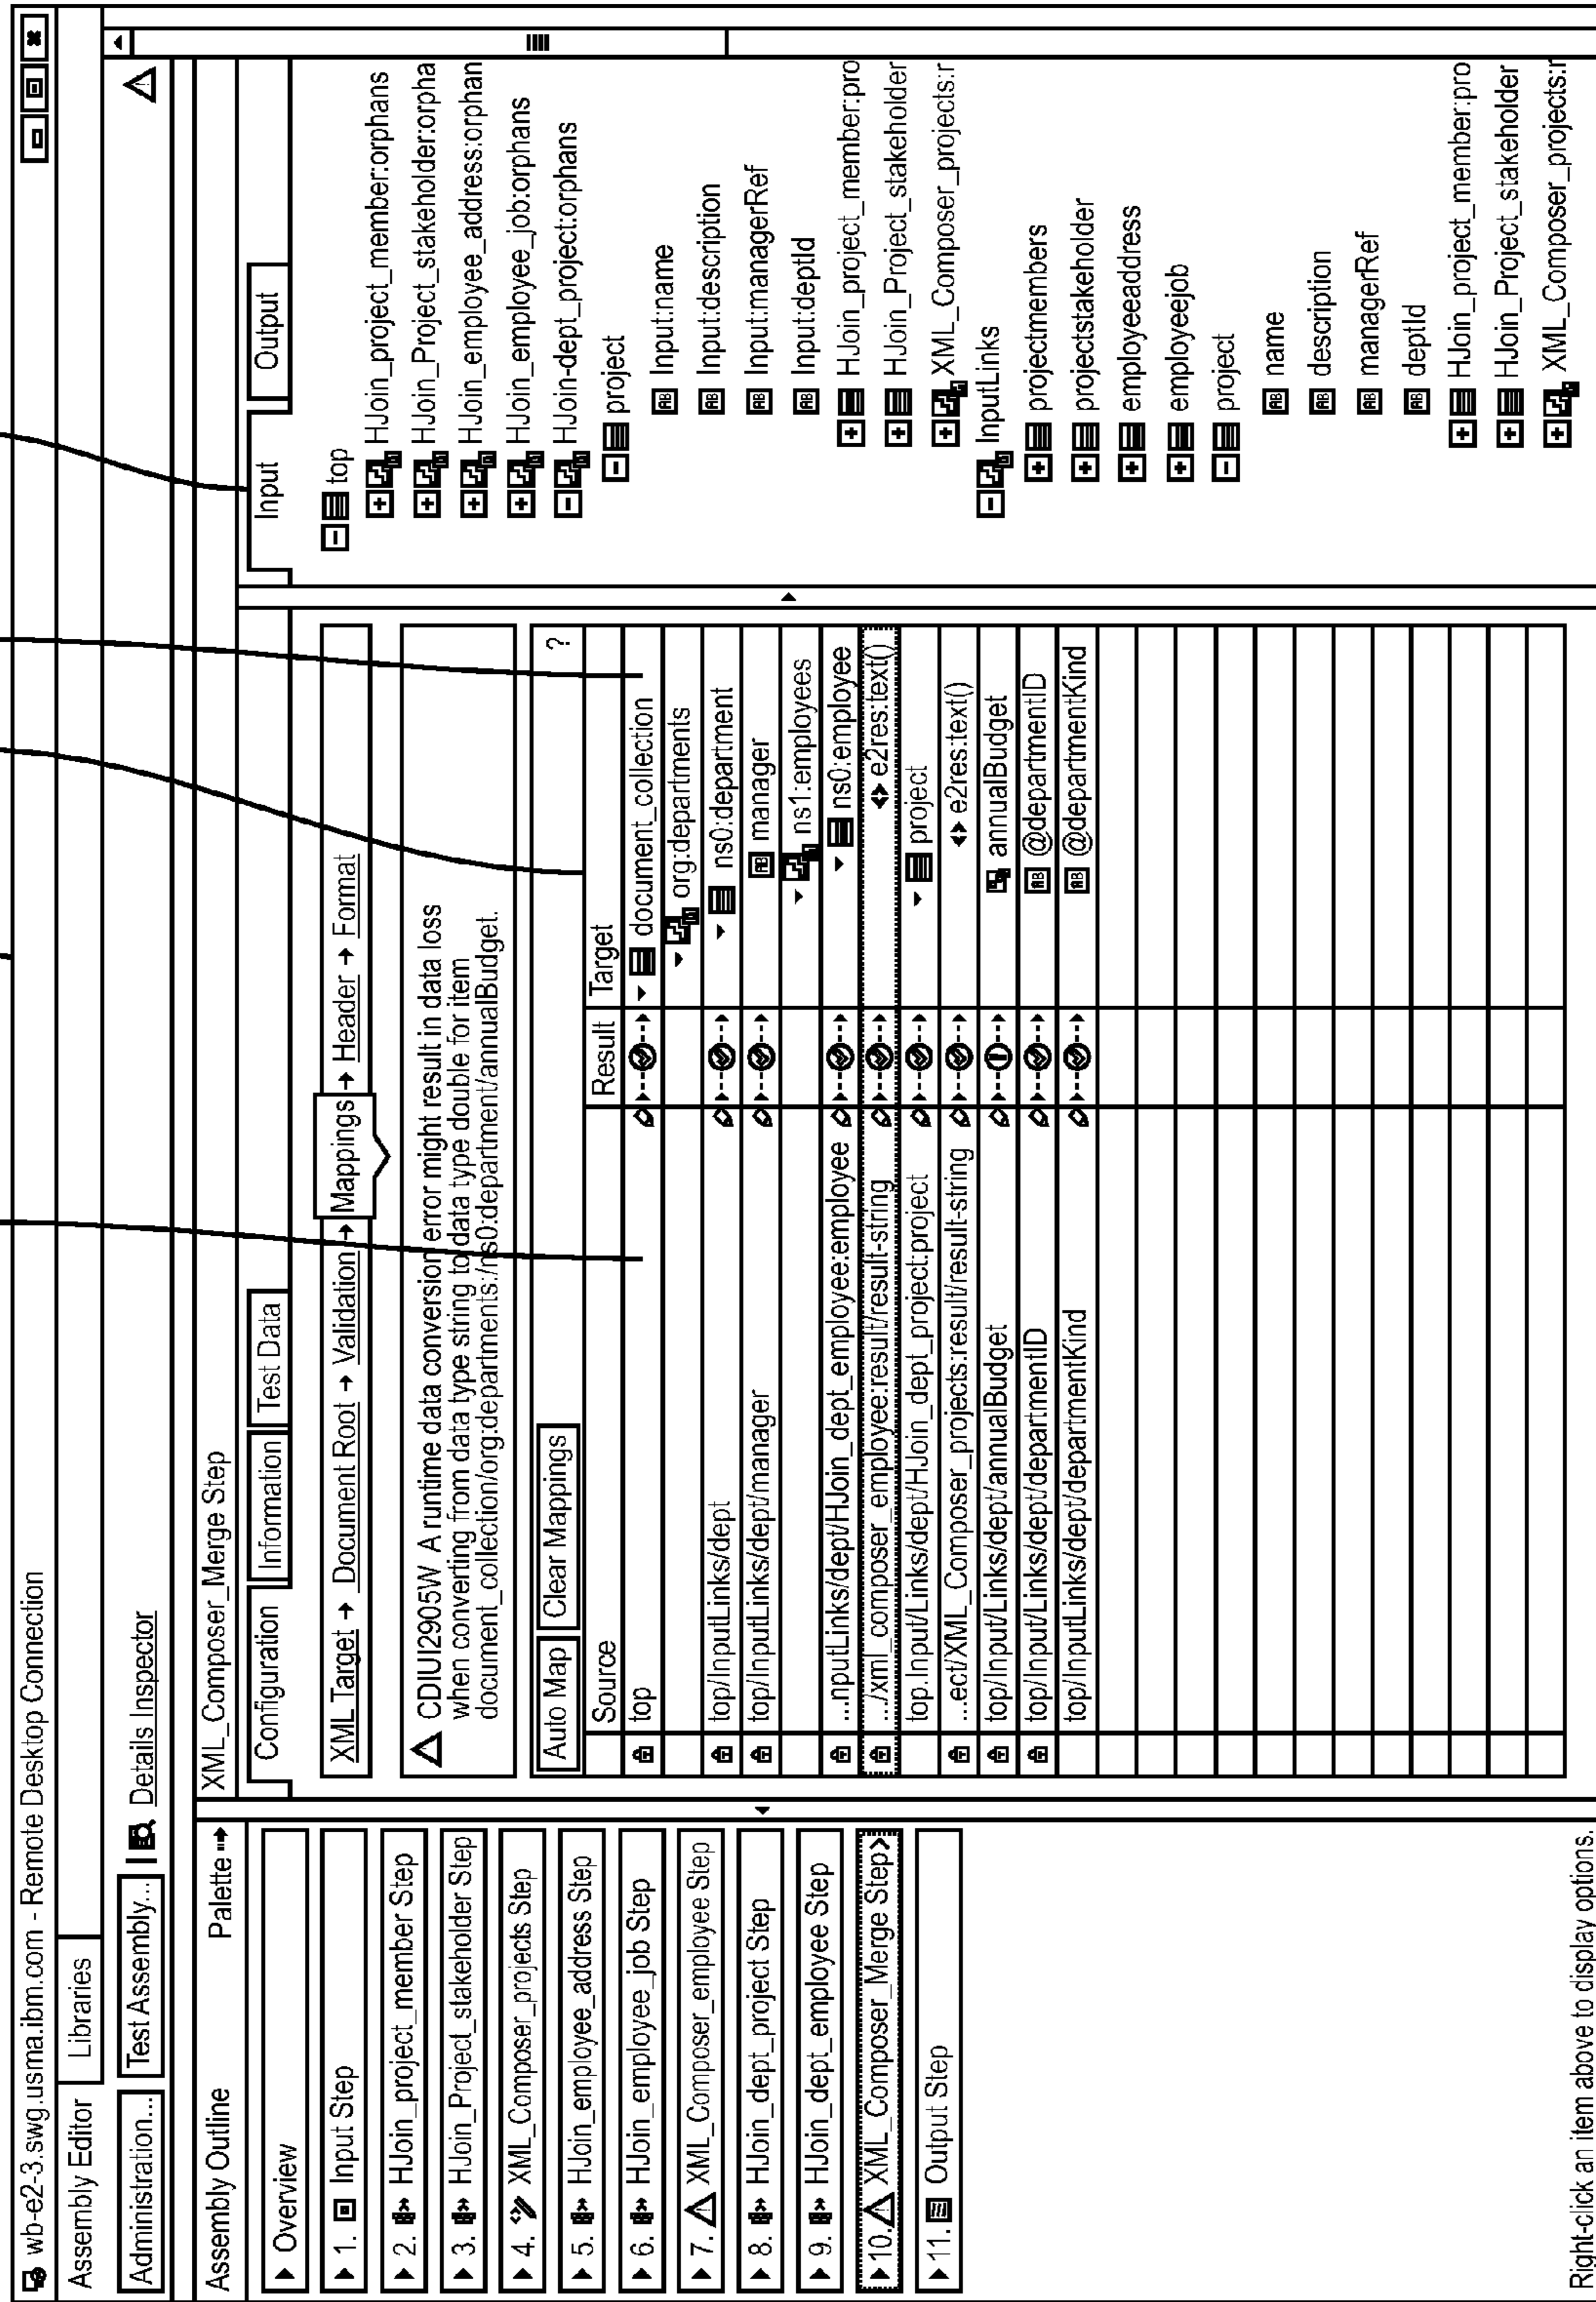 wb-e2-3.swg.usma.ibm.com - Remote Desktop Connection
Assembly Editor
Libraries
Administration...
Test Assembly...
Details Inspector
Assembly Outline
Palette
Overview
1. Input Step
2. HJoin_project_member Step
3. HJoin_Project_stakeholder Step
4. XML_Composer_projects Step
5. HJoin_employee_address Step
6. HJoin_employee_job Step
7. XML_Composer_employee Step
8. HJoin_dept_project Step
9. HJoin_dept_employee Step
10. XML_Composer_Merge Step>
11. Output Step
Right-click an item above to display options.
XML_Composer_Merge Step
Configuration
Information
Test Data
XML Target → Document Root → Validation → Mappings → Header → Format
CDIUI2905W A runtime data conversion error might result in data loss
when converting from data type string to data type double for item
document_collection/org:departments:/ns0:department/annualBudget.
Auto Map
Clear Mappings
?
Source Result Target
top document_collection
org:departments
top/InputLinks/dept ns0:department
top/InputLinks/dept/manager AB manager
ns1:employees
...nputLinks/dept/HJoin_dept_employee:employee ns0:employee
.../xml_composer_employee:result/result-string <> e2res:text()
top.Input/Links/dept/HJoin_dept_project:project project
...ect/XML_Composer_projects:result/result-string <> e2res:text()
top/Input/Links/dept/annualBudget annualBudget
top/Input/Links/dept/departmentID AB @departmentID
top/InputLinks/dept/departmentKind AB @departmentKind
Input
Output
top
HJoin_project_member:orphans
HJoin_Project_stakeholder:orpha
HJoin_employee_address:orphan
HJoin_employee_job:orphans
HJoin-dept_project:orphans
project
AB Input:name
AB Input:description
AB Input:managerRef
AB Input:deptId
HJoin_project_member:pro
HJoin_Project_stakeholder
XML_Composer_projects:r
InputLinks
projectmembers
projectstakeholder
employeeaddress
employeejob
project
AB name
AB description
AB managerRef
AB deptId
HJoin_project_member:pro
HJoin_Project_stakeholder
XML_Composer_projects:r